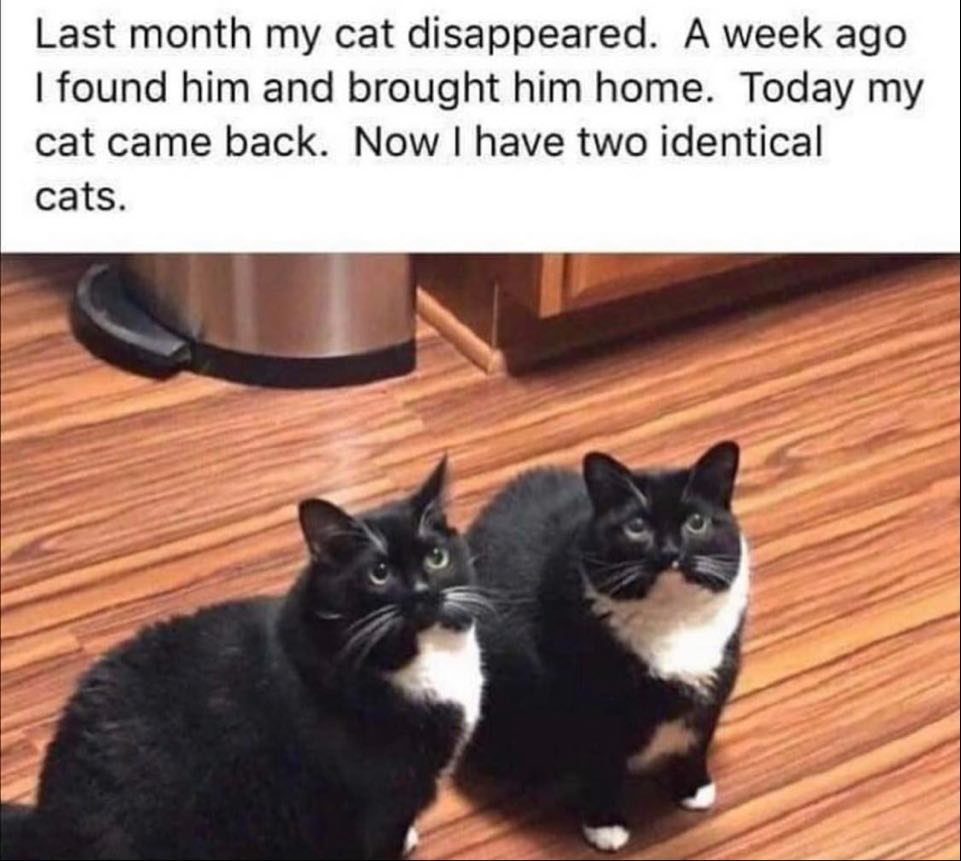 Last month my cat disappeared. A week ago
I found him and brought him home. Today my
cat came back. Now I have two identical
cats.